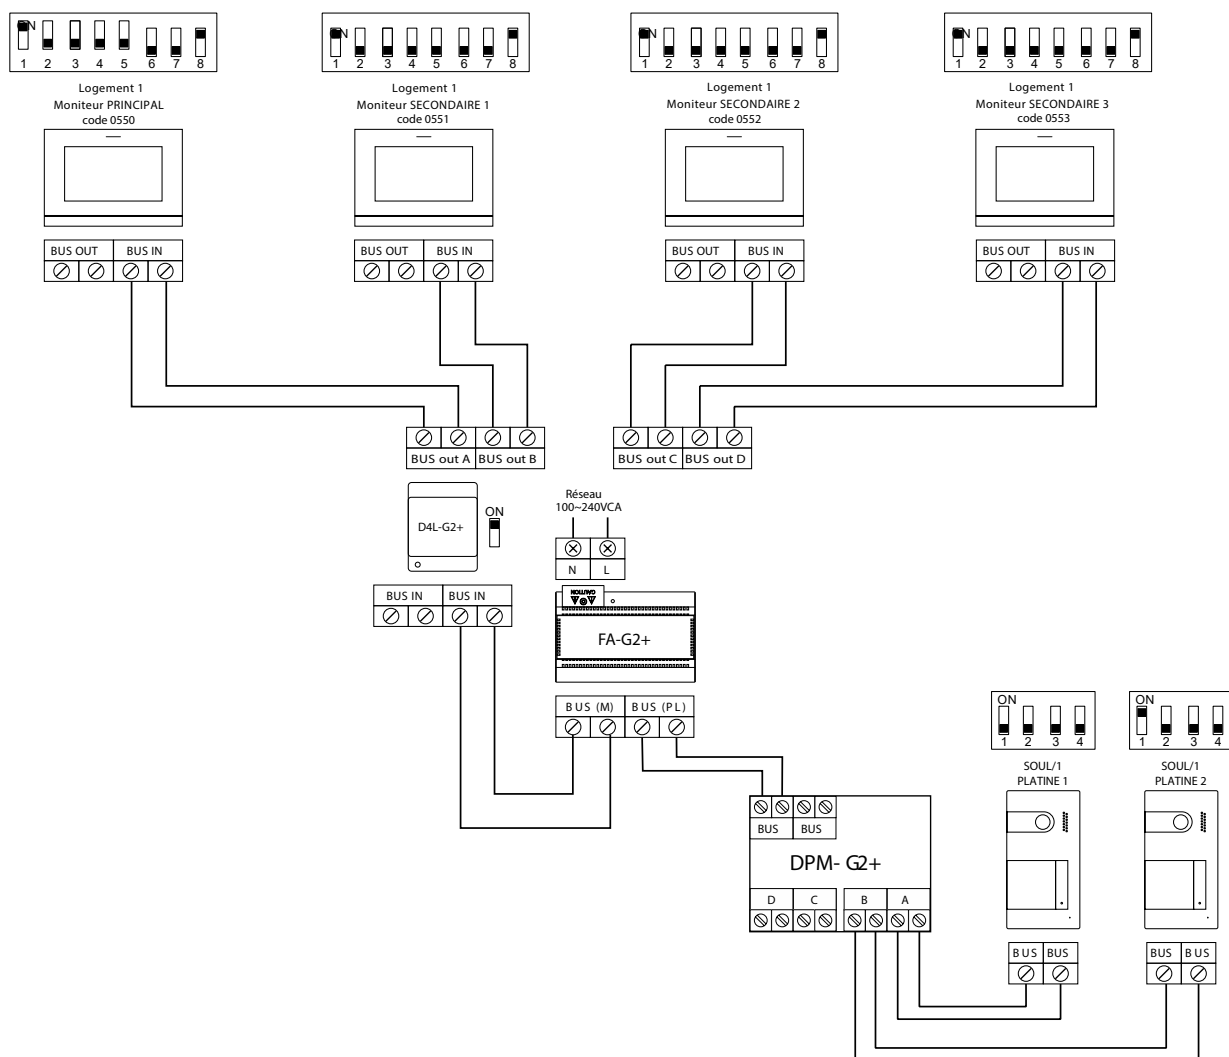 ON
1 2 3 4 5 6 7 8
Logement 1
Moniteur PRINCIPAL
code 0550
BUS OUT BUS IN
ON
1 2 3 4 5 6 7 8
Logement 1
Moniteur SECONDAIRE 1
code 0551
BUS OUT BUS IN
ON
1 2 3 4 5 6 7 8
Logement 1
Moniteur SECONDAIRE 2
code 0552
BUS OUT BUS IN
ON
1 2 3 4 5 6 7 8
Logement 1
Moniteur SECONDAIRE 3
code 0553
BUS OUT BUS IN
BUS out A BUS out B
BUS out C BUS out D
D4L-G2+
ON
BUS IN BUS IN
Réseau
100~240VCA
N L
CAUTION
FA-G2+
BUS (M) BUS (PL)
BUS BUS
DPM- G2+
D C B A
ON
1 2 3 4
SOUL/1
PLATINE 1
BUS BUS
ON
1 2 3 4
SOUL/1
PLATINE 2
BUS BUS